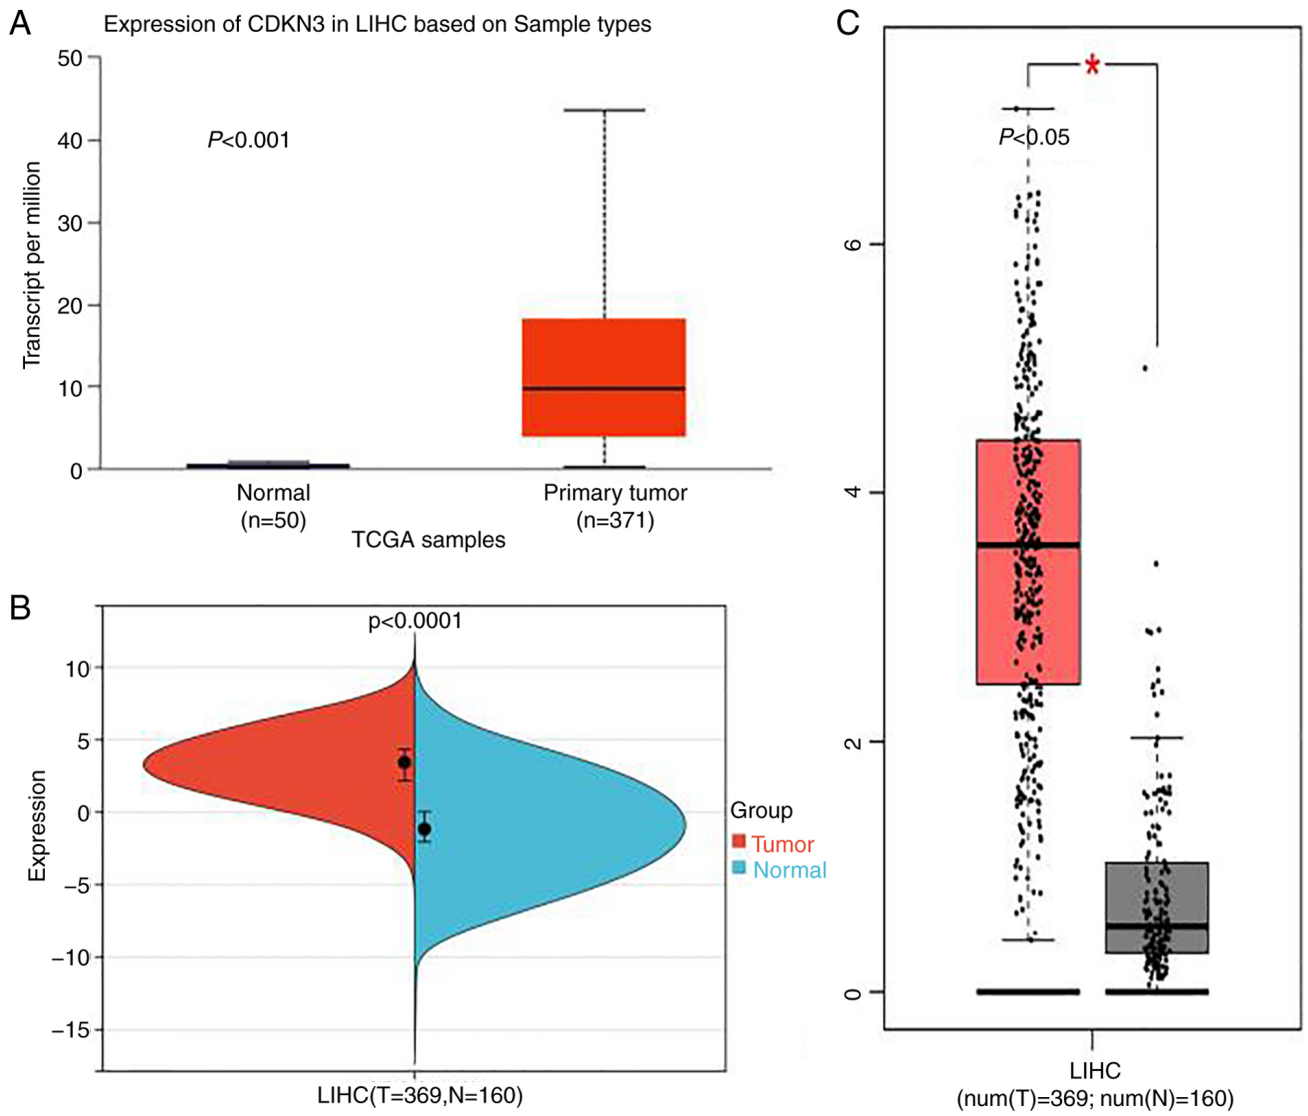 A
Expression of CDKN3 in LIHC based on Sample types
50
40
30
20
10
0
Transcript per million
P<0.001
Normal
(n=50)
Primary tumor
(n=371)
TCGA samples
B
p<0.0001
10
5
0
−5
−10
−15
Expression
Group
Tumor
Normal
LIHC(T=369,N=160)
C
*
P<0.05
6
4
2
0
LIHC
(num(T)=369; num(N)=160)